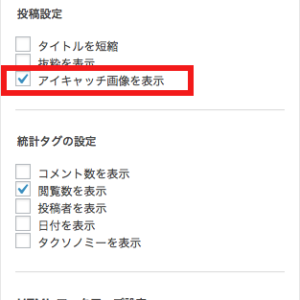 投稿設定
タイトルを短縮
抜粋を表示
アイキャッチ画像を表示
統計タグの設定
コメント数を表示
閲覧数を表示
投稿者を表示
日付を表示
タクソノミーを表示